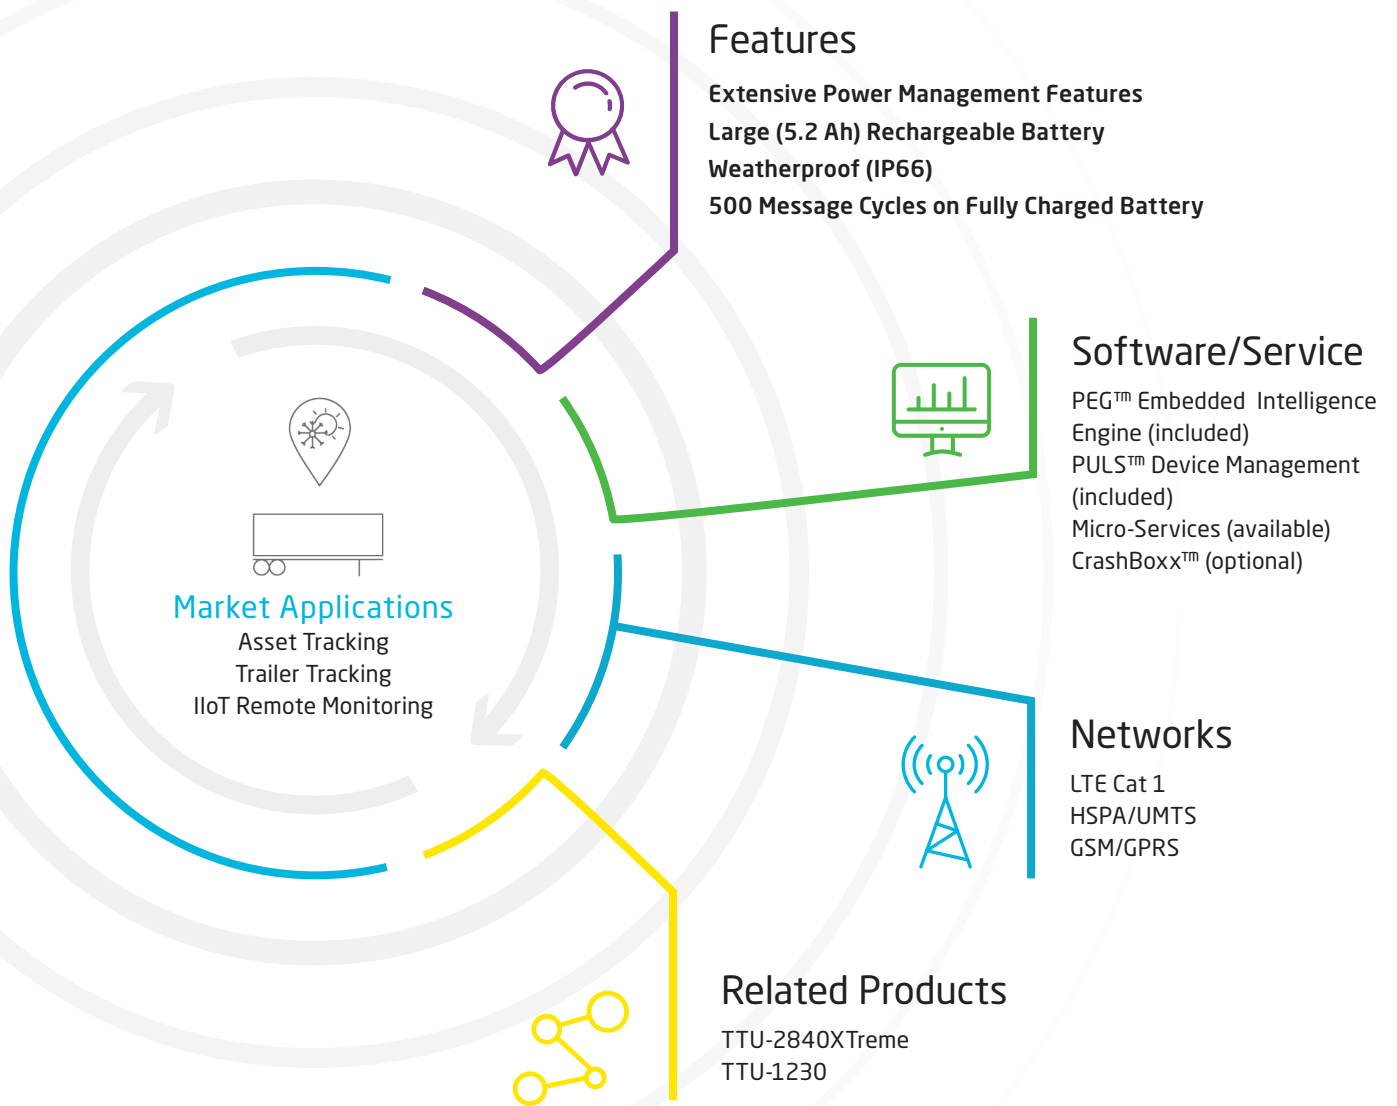 Features
Extensive Power Management Features
Large (5.2 Ah) Rechargeable Battery
Weatherproof (IP66)
500 Message Cycles on Fully Charged Battery
Software/Service
PEG™ Embedded Intelligence
Engine (included)
PULS™ Device Management
(included)
Micro-Services (available)
CrashBoxx™ (optional)
Market Applications
Asset Tracking
Trailer Tracking
IIoT Remote Monitoring
Networks
LTE Cat 1
HSPA/UMTS
GSM/GPRS
Related Products
TTU-2840XTreme
TTU-1230